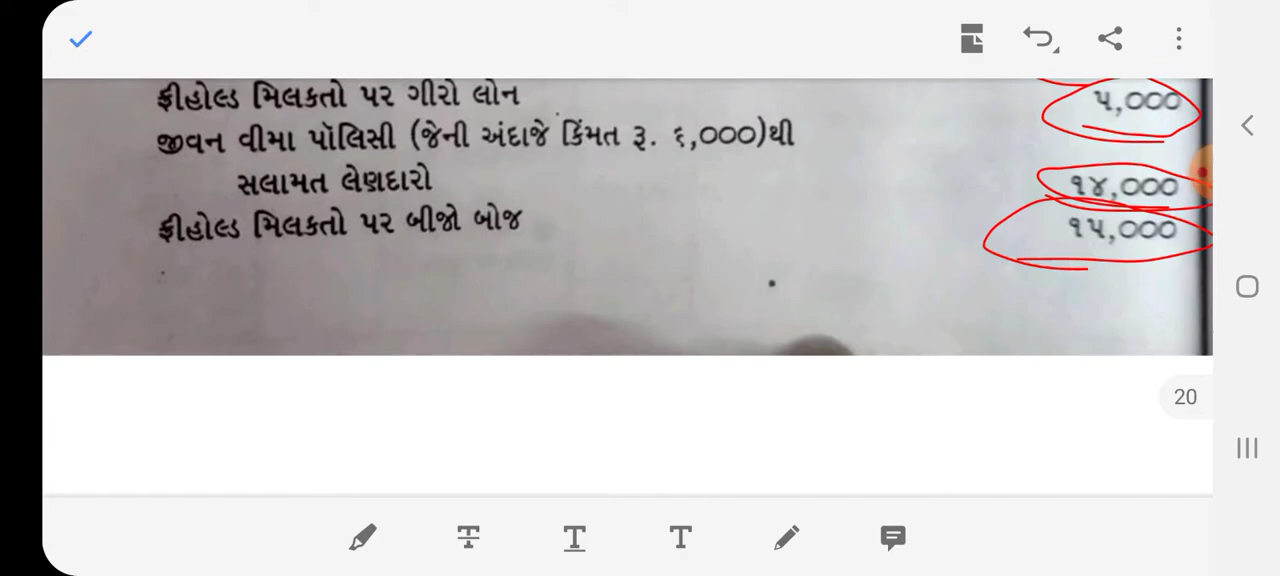 ફ્રીહોલ્ડ મિલકતો પર ગીરો લોન ૫,૦૦૦
જીવન વીમા પૉલિસી (જેની અંદાજે કિંમત રૂ. ૬,૦૦૦)થી
સલામત લેણદારો ૧૪,૦૦૦
ફ્રીહોલ્ડ મિલકતો પર બીજો બોજ ૧૫,૦૦૦
20